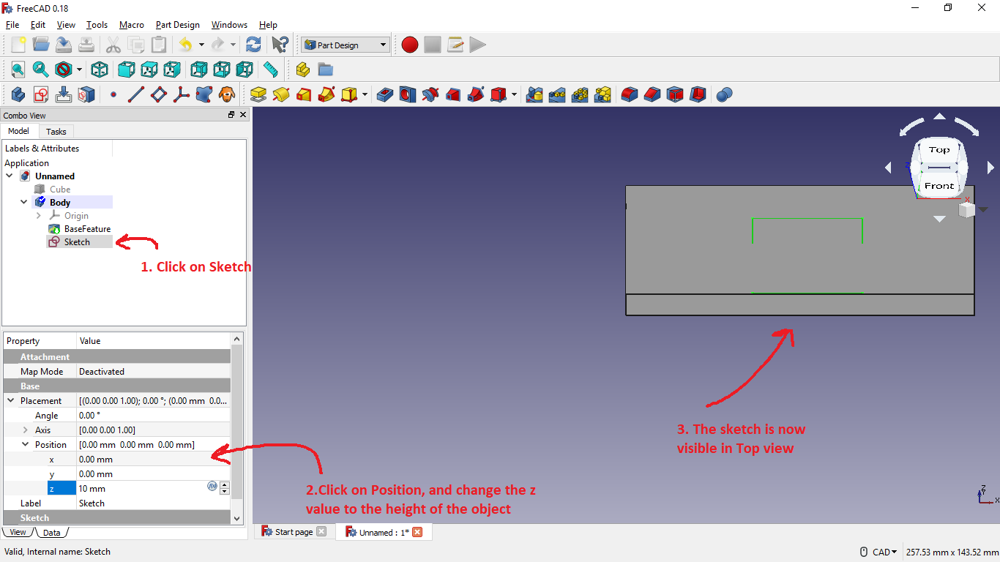 FreeCAD 0.18
File Edit View Tools Macro Part Design Windows Help
Part Design
Combo View
Model Tasks
Labels & Attributes
Application
Unnamed
Cube
Body
Origin
BaseFeature
Sketch
1. Click on Sketch
Top
Front
Z
X
Property Value
Attachment
Map Mode Deactivated
Base
Placement [(0.00 0.00 1.00); 0.00 °; (0.00 mm 0.0...
Angle 0.00 °
Axis [0.00 0.00 1.00]
Position [0.00 mm 0.00 mm 0.00 mm]
x 0.00 mm
y 0.00 mm
z 10 mm
f(x)
Label Sketch
Sketch
View Data
3. The sketch is now
visible in Top view
2.Click on Position, and change the z
value to the height of the object
Z
X
Start page Unnamed : 1*
Valid, Internal name: Sketch
CAD 257.53 mm x 143.52 mm